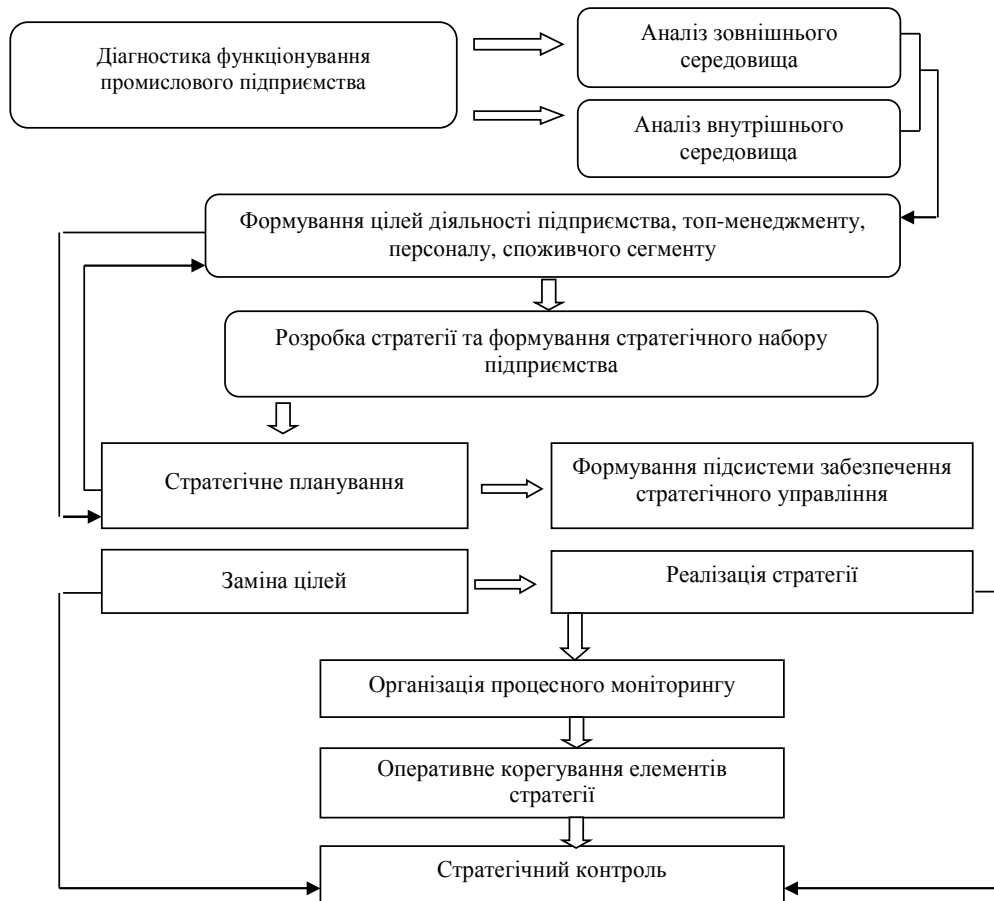 Діагностика функціонування
промислового підприємства
Аналіз зовнішнього
середовища
Аналіз внутрішнього
середовища
Формування цілей діяльності підприємства, топ-менеджменту,
персоналу, споживчого сегменту
Розробка стратегії та формування стратегічного набору
підприємства
Стратегічне планування
Формування підсистеми забезпечення
стратегічного управління
Заміна цілей
Реалізація стратегії
Організація процесного моніторингу
Оперативне корегування елементів
стратегії
Стратегічний контроль